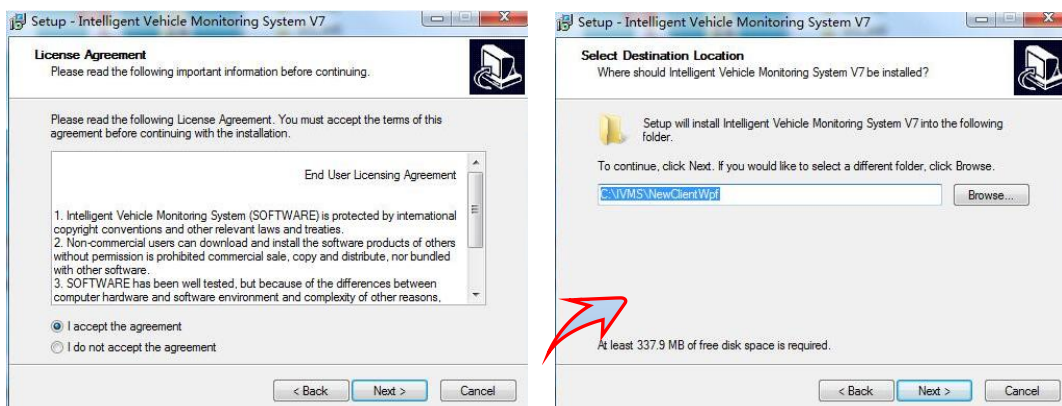 Setup - Intelligent Vehicle Monitoring System V7
License Agreement
Please read the following important information before continuing.
Please read the following License Agreement. You must accept the terms of this
agreement before continuing with the installation.
End User Licensing Agreement
1. Intelligent Vehicle Monitoring System (SOFTWARE) is protected by international
copyright conventions and other relevant laws and treaties.
2. Non-commercial users can download and install the software products of others
without permission is prohibited commercial sale, copy and distribute, nor bundled
with other software.
3. SOFTWARE has been well tested, but because of the differences between
computer hardware and software environment and complexity of other reasons,
I accept the agreement
I do not accept the agreement
< Back
Next >
Cancel
Setup - Intelligent Vehicle Monitoring System V7
Select Destination Location
Where should Intelligent Vehicle Monitoring System V7 be installed?
Setup will install Intelligent Vehicle Monitoring System V7 into the following
folder.
To continue, click Next. If you would like to select a different folder, click Browse.
C:\IVMS\NewClientWpf
Browse...
At least 337.9 MB of free disk space is required.
< Back
Next >
Cancel